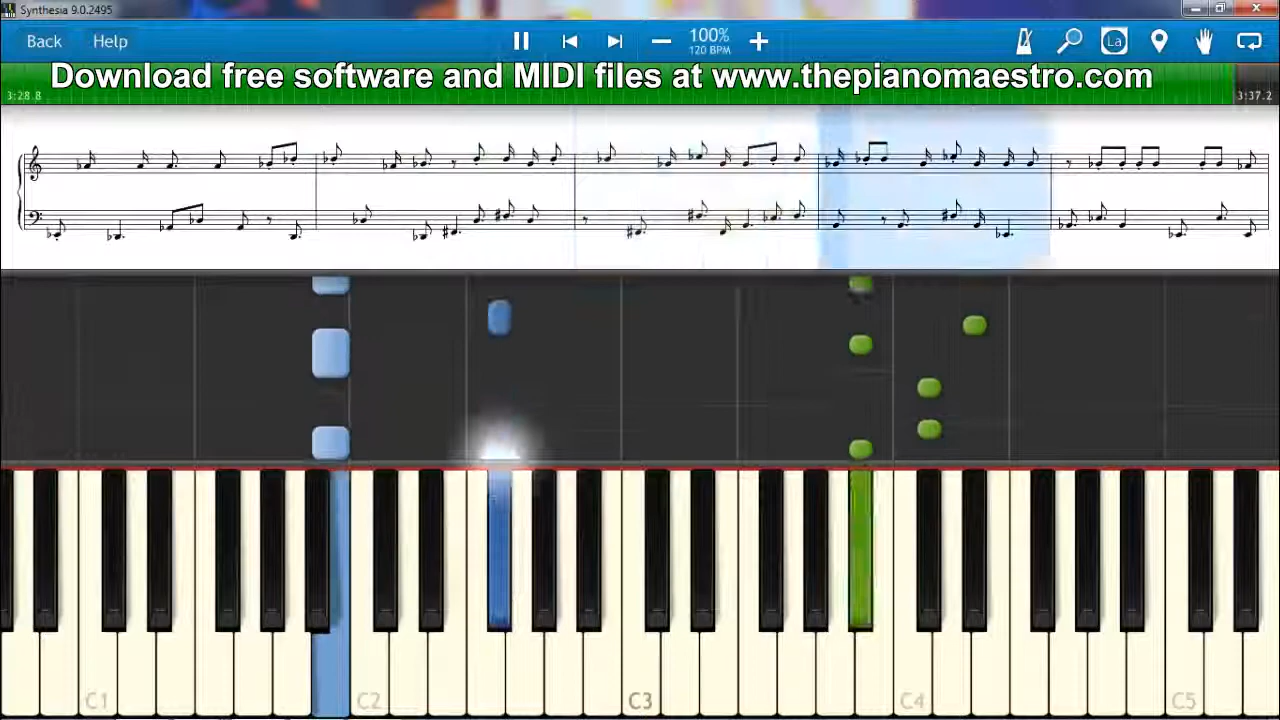 Synthesia 9.0.2495
Back Help 100% La
120 BPM
Download free software and MIDI files at www.thepianomaestro.com
3:28.8 3:37.2
C1 C2 C3 C4 C5